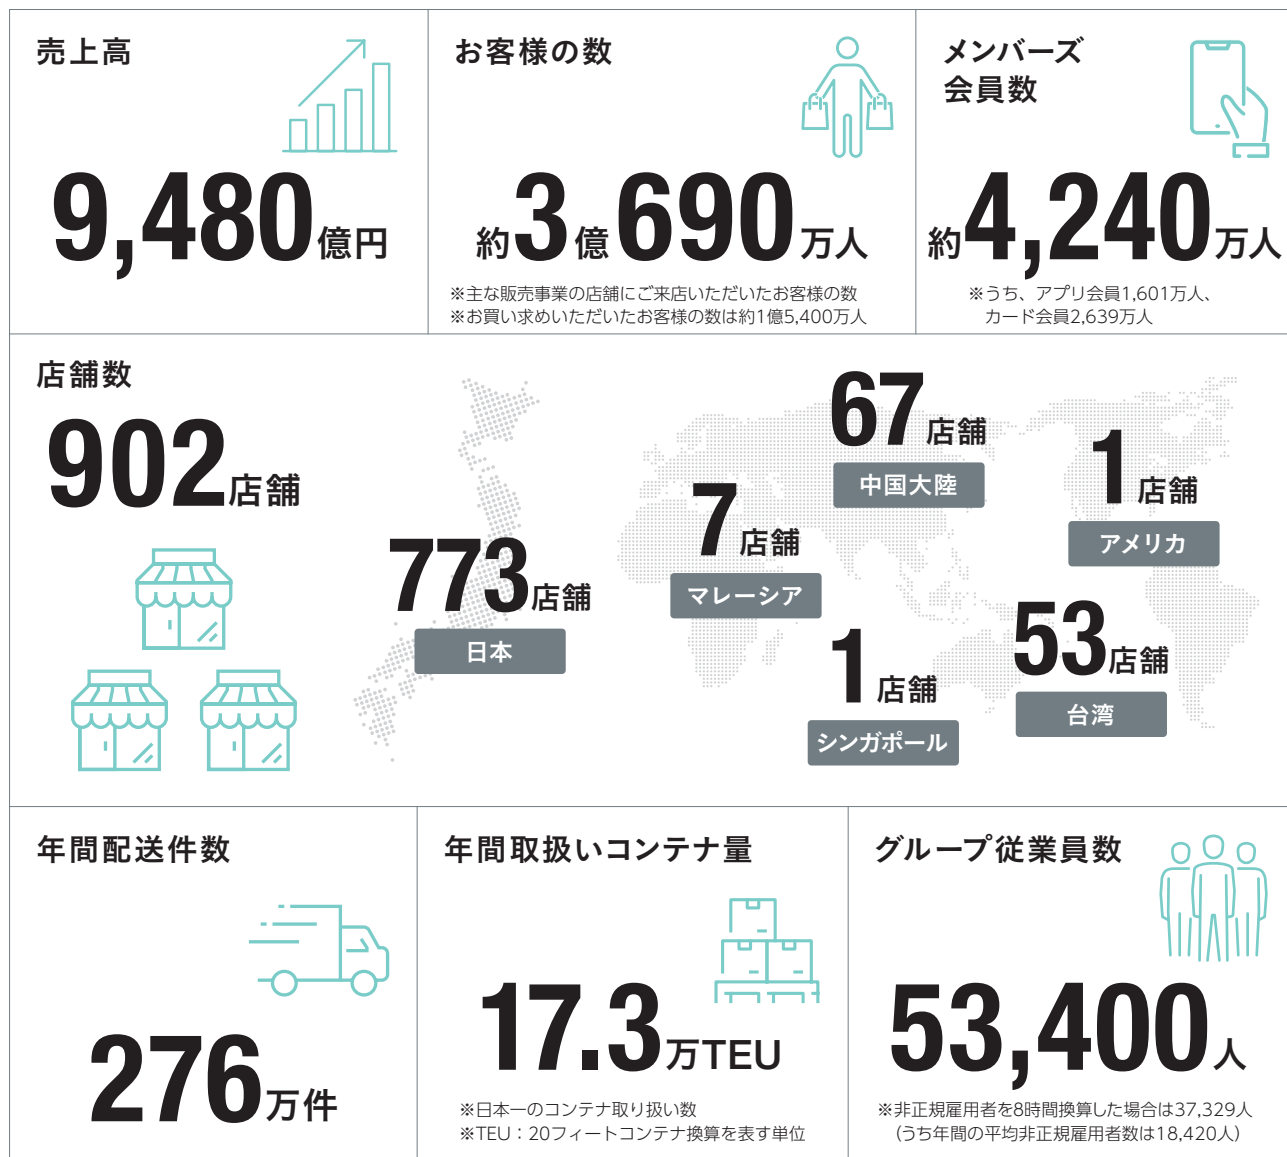 売上高
9,480億円
お客様の数
約3億690万人
※主な販売事業の店舗にご来店いただいたお客様の数
※お買い求めいただいたお客様の数は約1億5,400万人
メンバーズ
会員数
約4,240万人
※うち、アプリ会員1,601万人、
カード会員2,639万人
店舗数
902店舗
773店舗
日本
7店舗
マレーシア
67店舗
中国大陸
1店舗
シンガポール
1店舗
アメリカ
53店舗
台湾
年間配送件数
276万件
年間取扱いコンテナ量
17.3万TEU
※日本一のコンテナ取り扱い数
※TEU：20フィートコンテナ換算を表す単位
グループ従業員数
53,400人
※非正規雇用者を8時間換算した場合は37,329人
（うち年間の平均非正規雇用者数は18,420人）